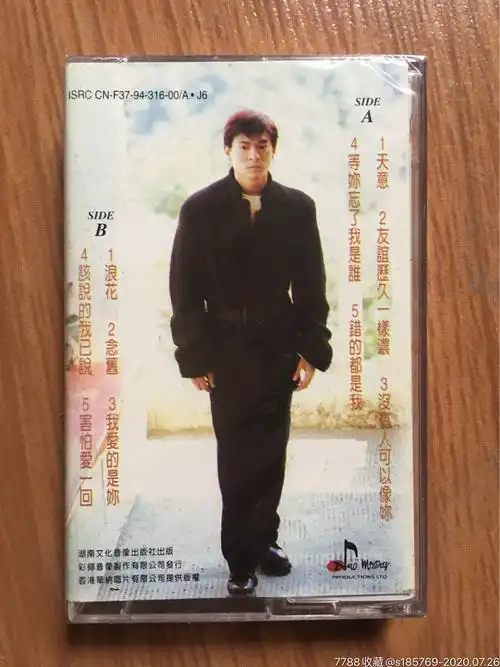 ISRC CN-F37-94-316-00/A•J6
SIDE
A
1天意 2友誼歷久一樣濃 3沒有人可以像妳
4等妳忘了我是誰 5錯的都是我
SIDE
B
1浪花 2念舊 3我愛的是妳
4該說的我已說 5害怕愛一回
湖南文化音像出版社出版
彩得音像製作有限公司發行
香港華納唱片有限公司提供版權
PRODUCTIONS LTD
7788收藏@s185769-2020.07.26